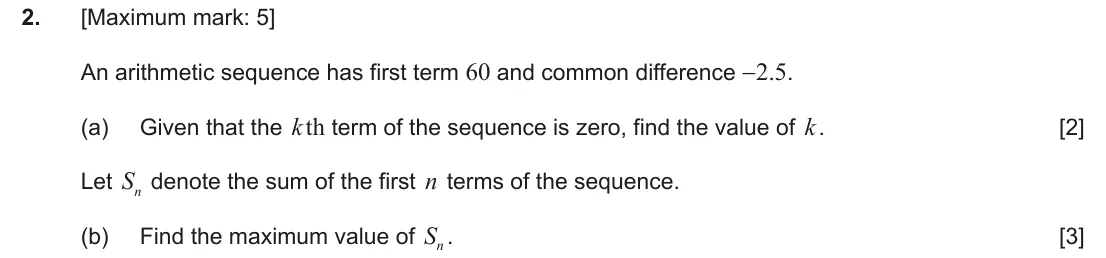 2. [Maximum mark: 5]
An arithmetic sequence has first term 60 and common difference −2.5.
(a) Given that the kth term of the sequence is zero, find the value of k. [2]
Let Sₙ denote the sum of the first n terms of the sequence.
(b) Find the maximum value of Sₙ. [3]